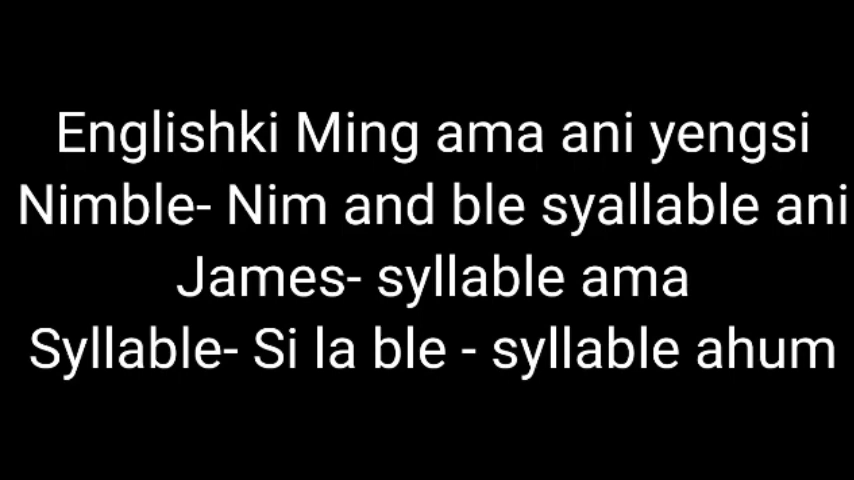 Englishki Ming ama ani yengsi
Nimble- Nim and ble syallable ani
James- syllable ama
Syllable- Si la ble - syllable ahum